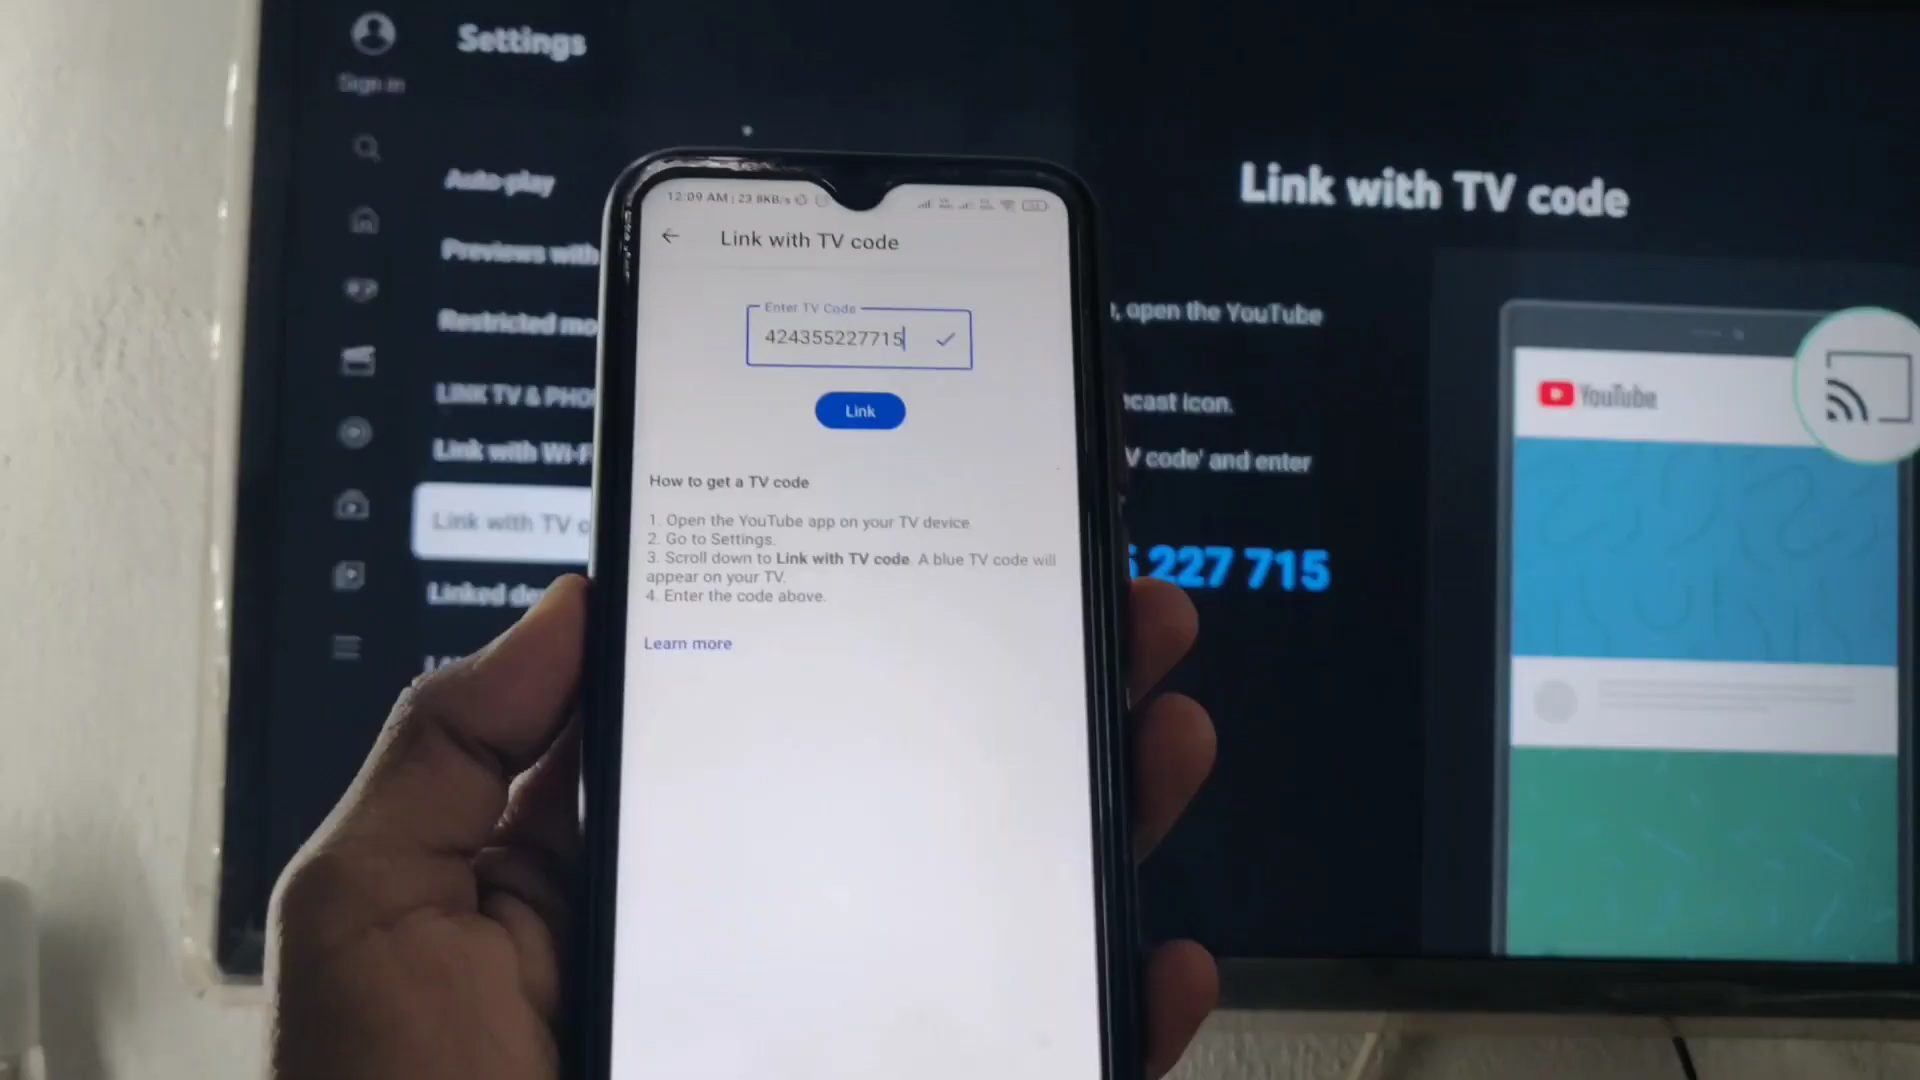 Settings
Sign in
Auto-play
Previews with
Restricted mo
LINK TV & PHO
Link with Wi-F
Link with TV c
Linked de
12:09 AM | 23.8KB/s
Link with TV code
Enter TV Code
424355227715
Link
How to get a TV code
1. Open the YouTube app on your TV device.
2. Go to Settings.
3. Scroll down to Link with TV code. A blue TV code will
appear on your TV.
4. Enter the code above.
Learn more
Link with TV code
, open the YouTube
cast icon.
V code' and enter
227 715
YouTube